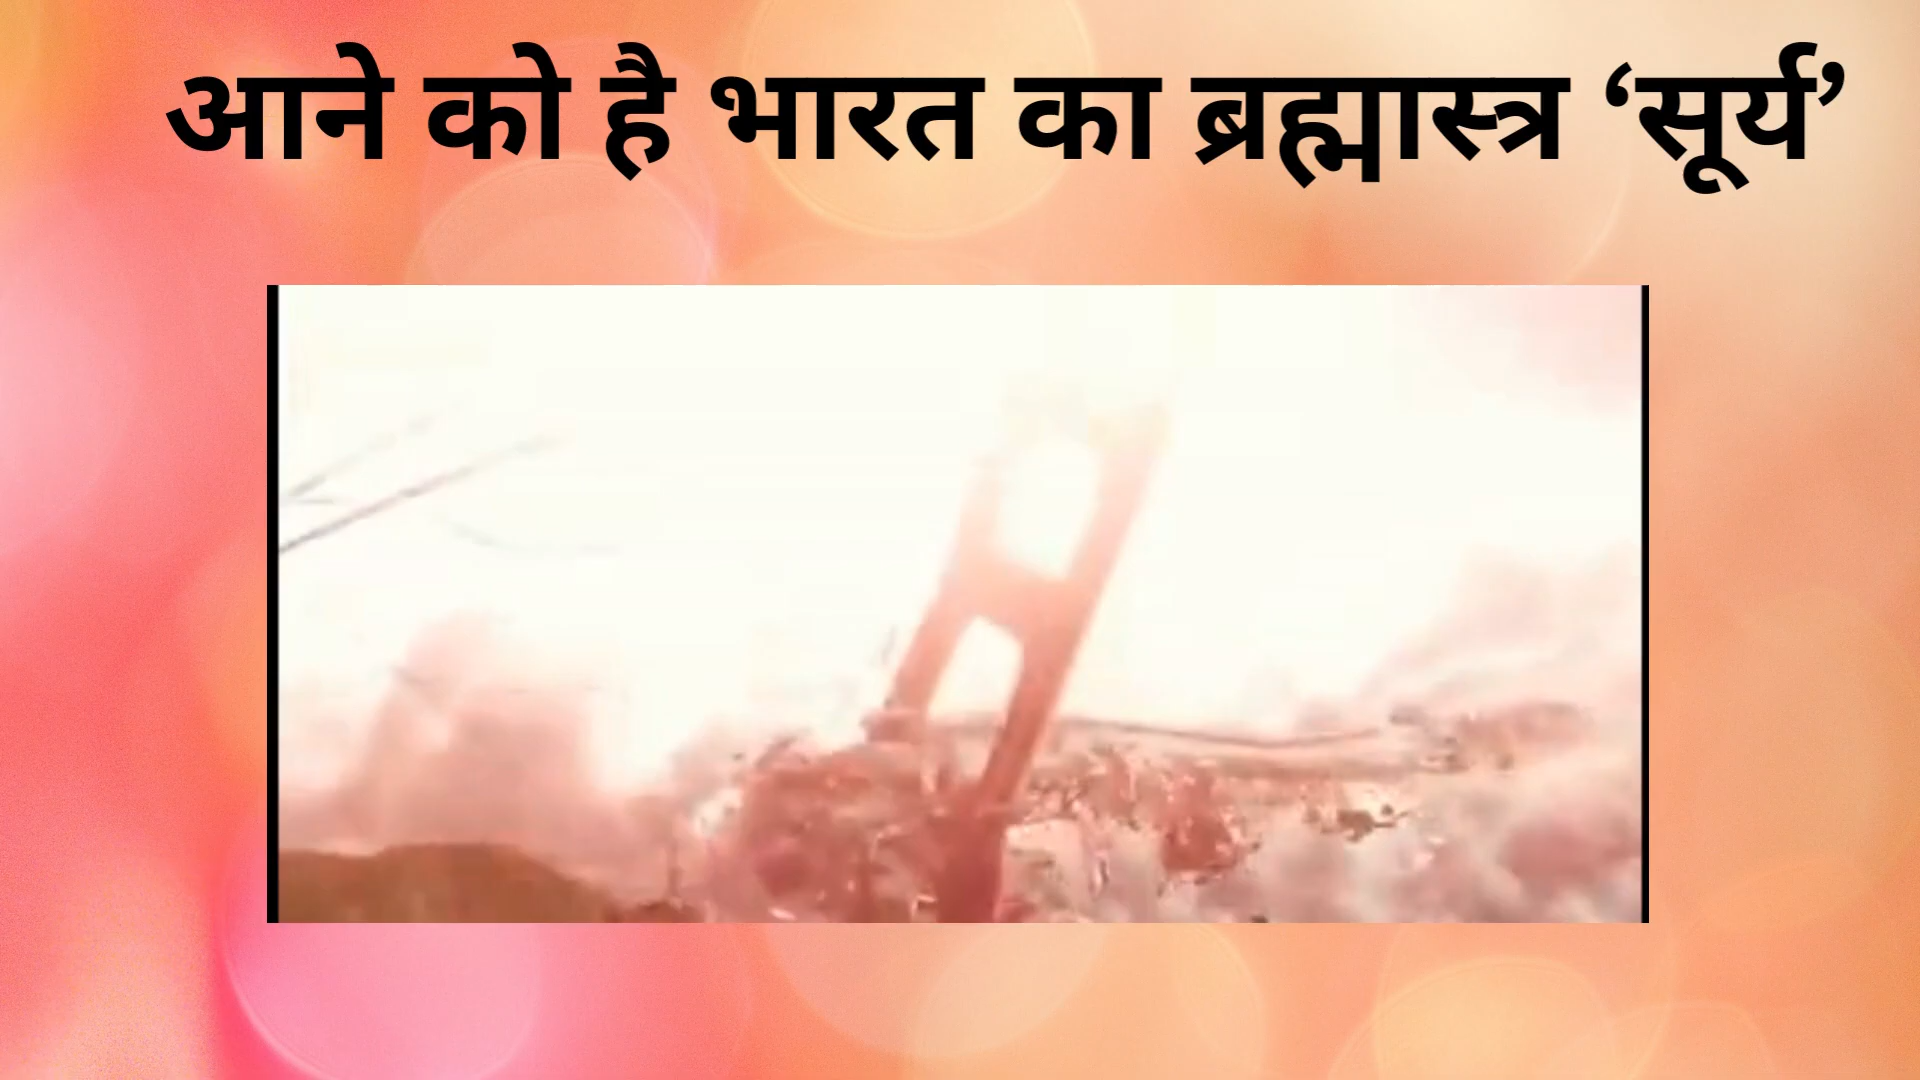 आने को है भारत का ब्रह्मास्त्र ‘सूर्य’